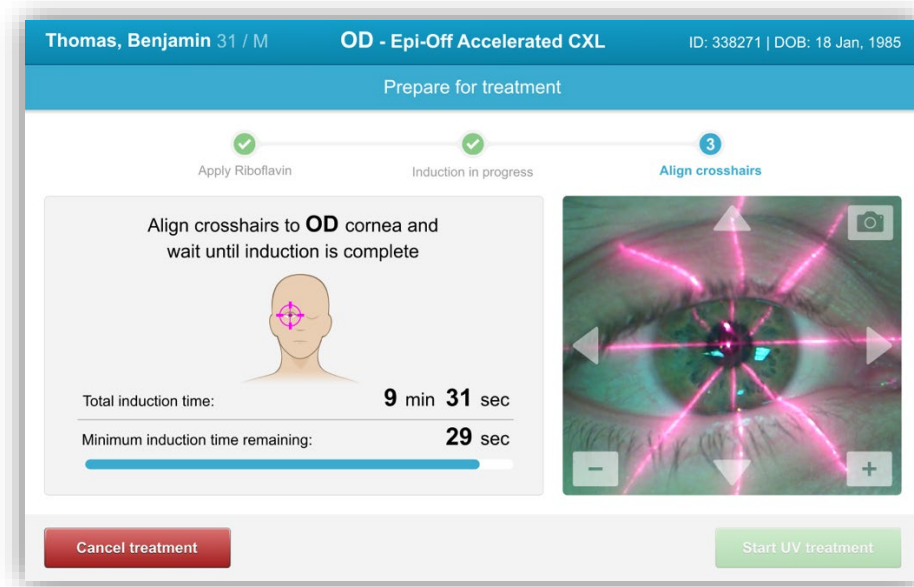 Thomas, Benjamin 31 / M
OD - Epi-Off Accelerated CXL
ID: 338271 | DOB: 18 Jan, 1985
Prepare for treatment
3
Apply Riboflavin
Induction in progress
Align crosshairs
Align crosshairs to OD cornea and
wait until induction is complete
Total induction time: 9 min 31 sec
Minimum induction time remaining: 29 sec
Cancel treatment
Start UV treatment